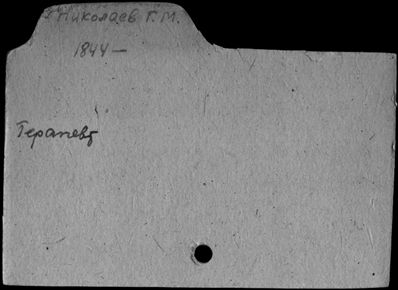 Николаев Г.М.
1844 —
Терапевт